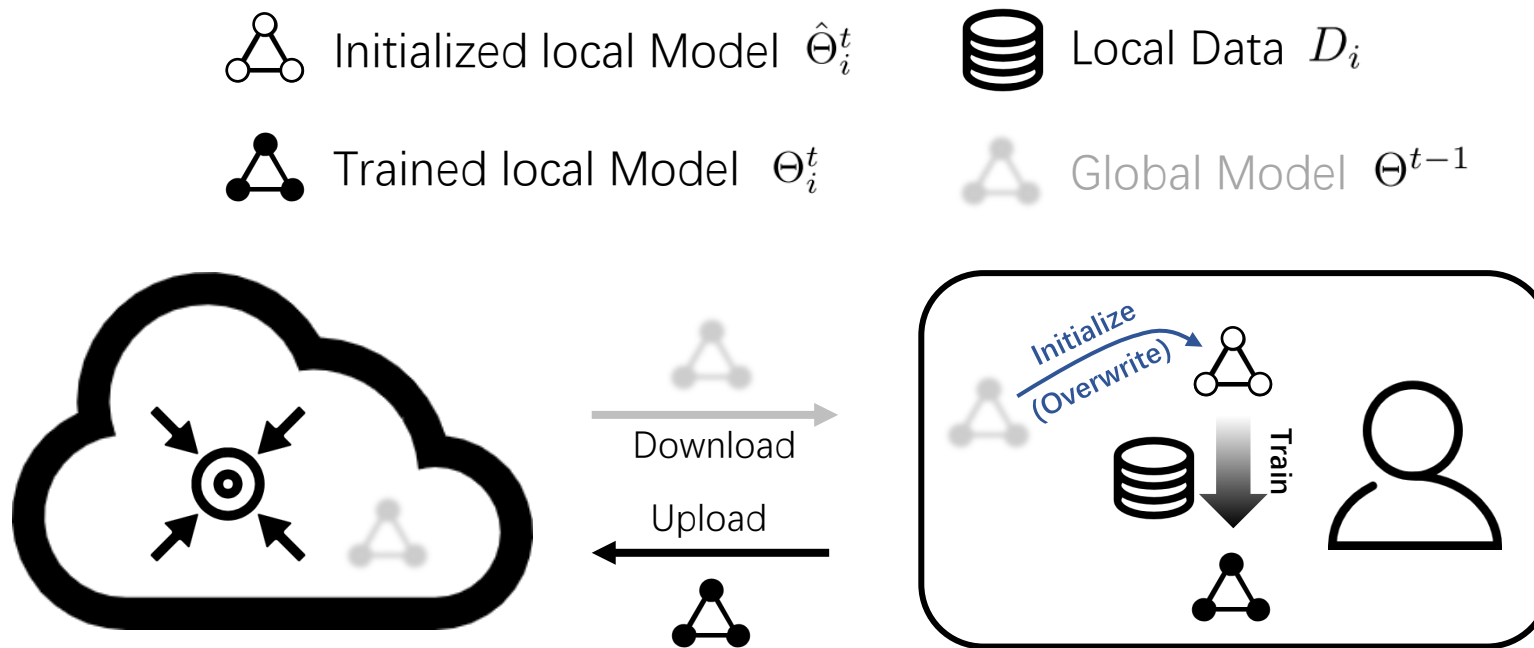 Initialized local Model $\hat{\Theta}_i^t$
Local Data $D_i$
Trained local Model $\Theta_i^t$
Global Model $\Theta^{t-1}$
Initialize
(Overwrite)
Download
Train
Upload